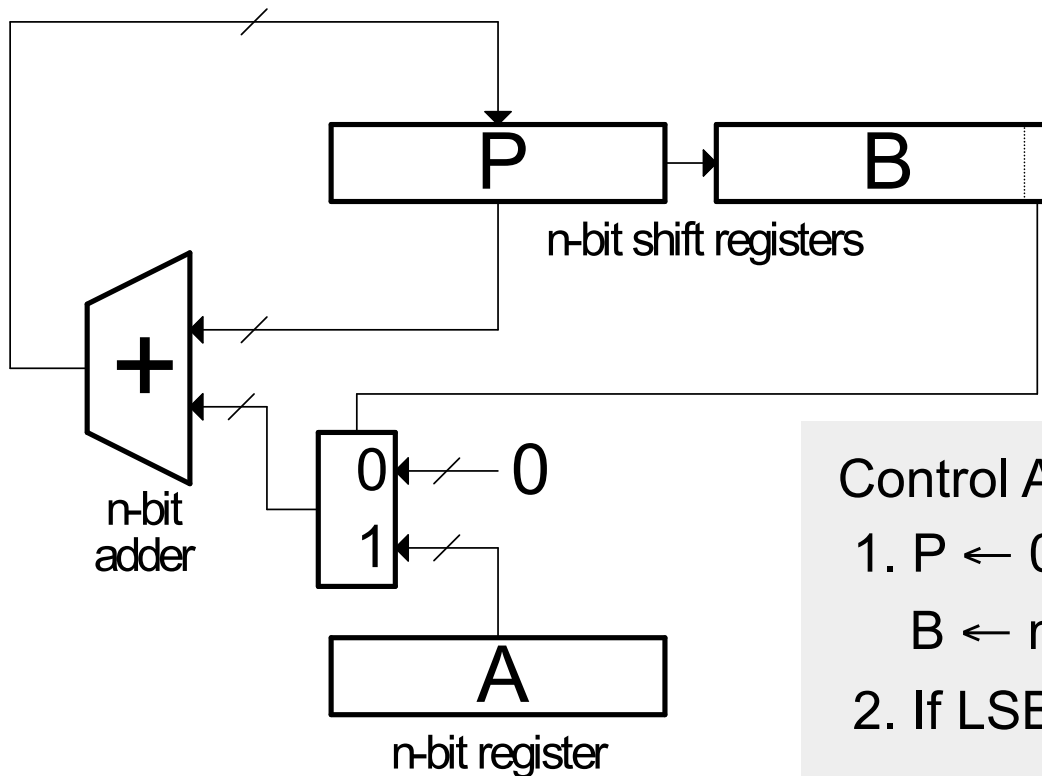 P
B
n-bit shift registers
+
0
0
n-bit
adder
1
Control A
1. P ← 0
B ←
A
2. If LSB
n-bit register